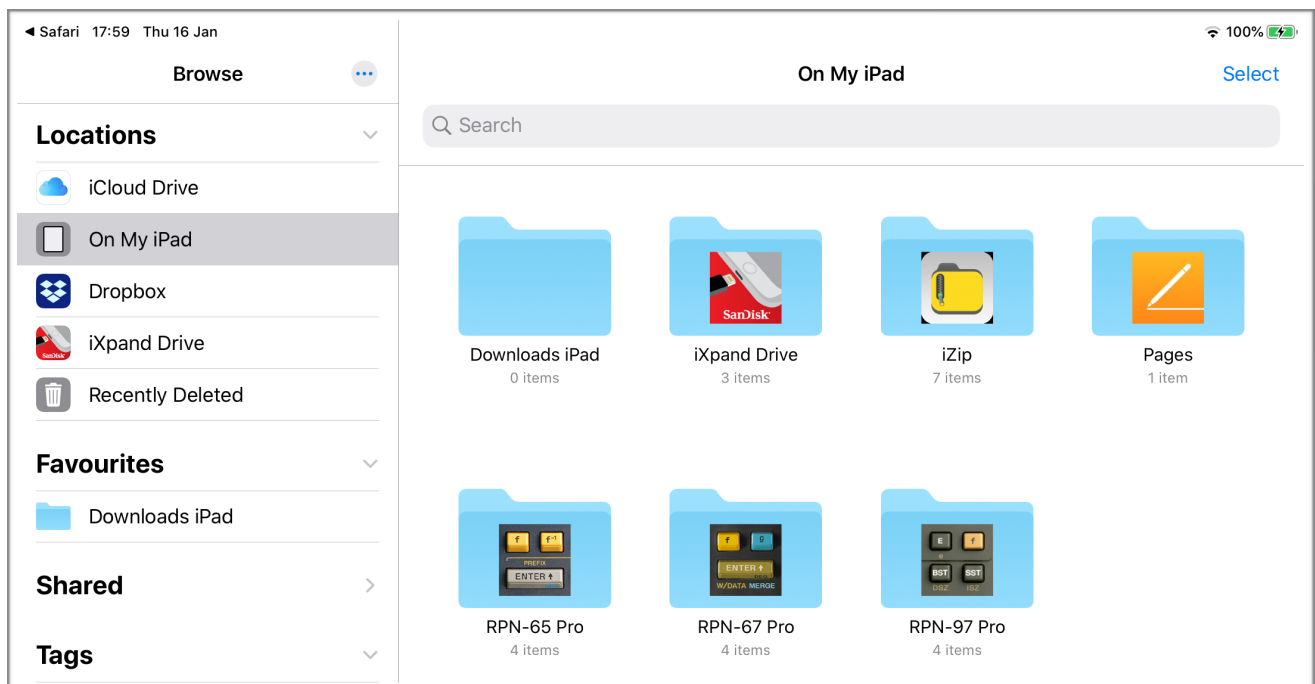 ◀ Safari 17:59 Thu 16 Jan
100%
Browse
Locations
iCloud Drive
On My iPad
Dropbox
iXpand Drive
Recently Deleted
Favourites
Downloads iPad
Shared
Tags
On My iPad
Select
Search
SanDisk
SanDisk
Downloads iPad
0 items
iXpand Drive
3 items
iZip
7 items
Pages
1 item
f f⁻¹
PREFIX
ENTER ↑
f g
ENTER ↑
W/DATA MERGE
E f
BST SST
DSZ ISZ
RPN-65 Pro
4 items
RPN-67 Pro
4 items
RPN-97 Pro
4 items